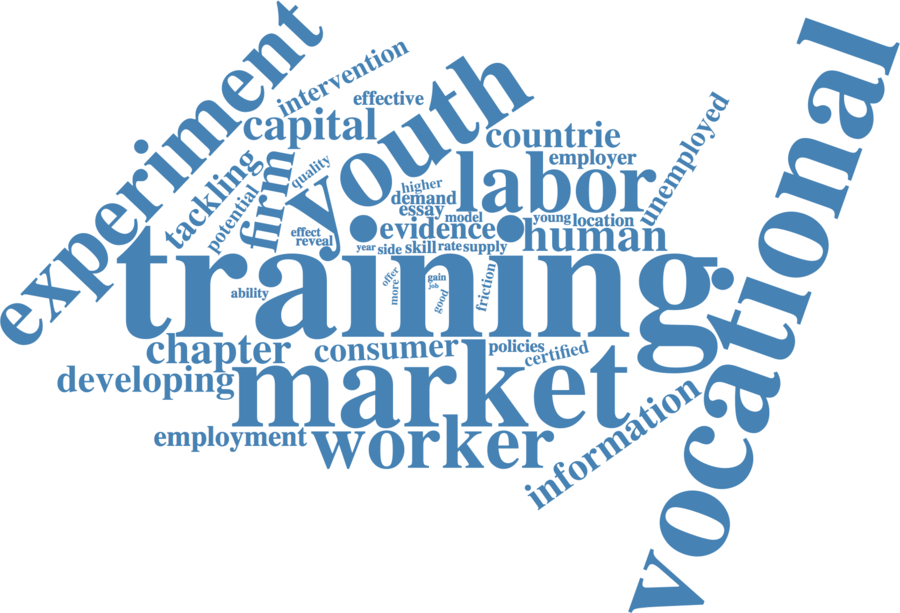 experiment
intervention
effective
capital
youth
vocational
countrie
employer
unemployed
tackling
potential
firm
quality
higher
demand
labor
essay
model
young
location
evidence
human
effect
reveal
year
side
skill
rate
supply
training
ability
offer
more
gain
job
good
friction
chapter
consumer
policies
certified
developing
market
information
employment
worker